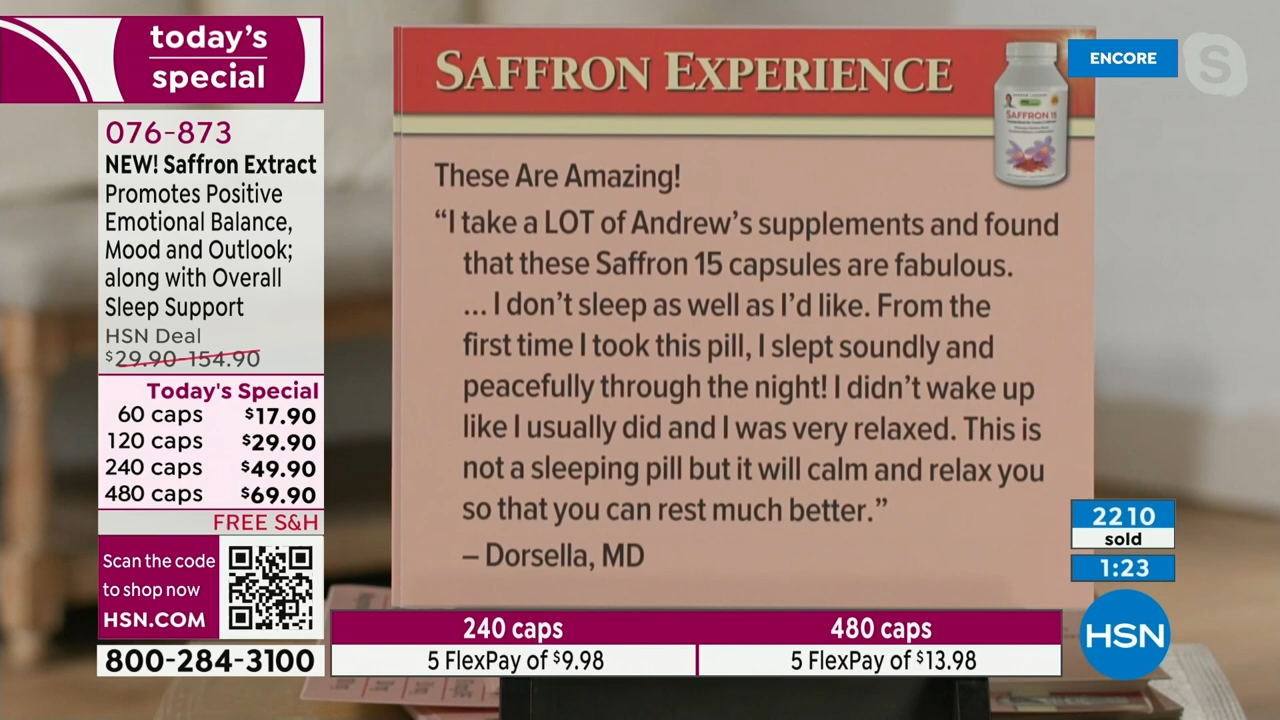 today's
special
076-873
NEW! Saffron Extract
Promotes Positive
Emotional Balance,
Mood and Outlook;
along with Overall
Sleep Support
HSN Deal
$29.90-154.90
Today's Special
60 caps $17.90
120 caps $29.90
240 caps $49.90
480 caps $69.90
FREE S&H
Scan the code
to shop now
HSN.COM
800-284-3100
SAFFRON EXPERIENCE
SAFFRON 15
These Are Amazing!
“I take a LOT of Andrew’s supplements and found
that these Saffron 15 capsules are fabulous.
... I don’t sleep as well as I’d like. From the
first time I took this pill, I slept soundly and
peacefully through the night! I didn’t wake up
like I usually did and I was very relaxed. This is
not a sleeping pill but it will calm and relax you
so that you can rest much better.”
– Dorsella, MD
ENCORE
S
2210
sold
1:23
HSN
240 caps 480 caps
5 FlexPay of $9.98 5 FlexPay of $13.98